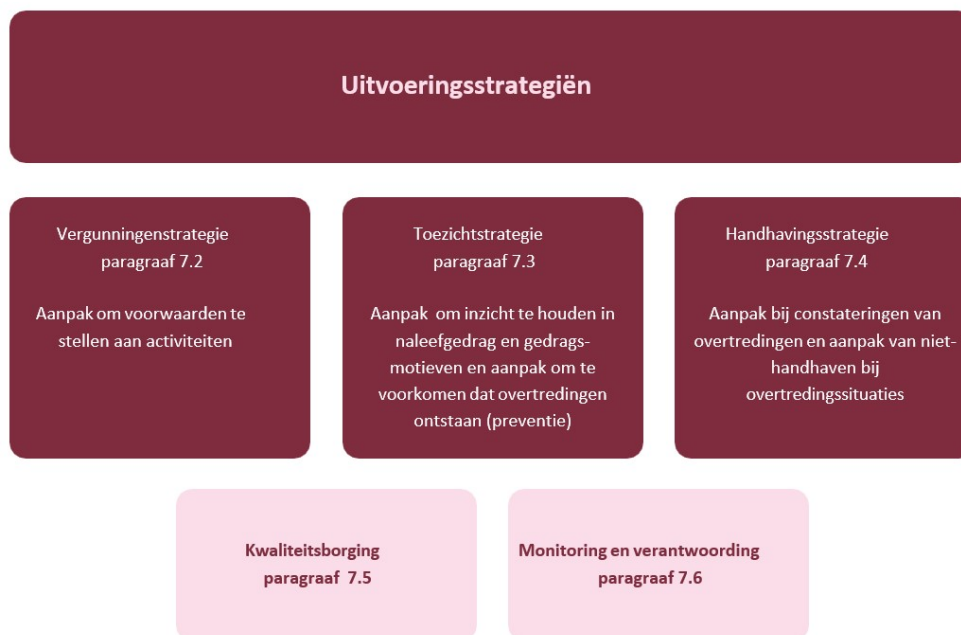 Uitvoeringsstrategiën
Vergunningenstrategie
paragraaf 7.2
Aanpak om voorwaarden te
stellen aan activiteiten
Toezichtstrategie
paragraaf 7.3
Aanpak om inzicht te houden in
naleefgedrag en gedrags-
motieven en aanpak om te
voorkomen dat overtredingen
ontstaan (preventie)
Handhavingsstrategie
paragraaf 7.4
Aanpak bij constateringen van
overtredingen en aanpak van niet-
handhaven bij
overtredingssituaties
Kwaliteitsborging
paragraaf 7.5
Monitoring en verantwoording
paragraaf 7.6